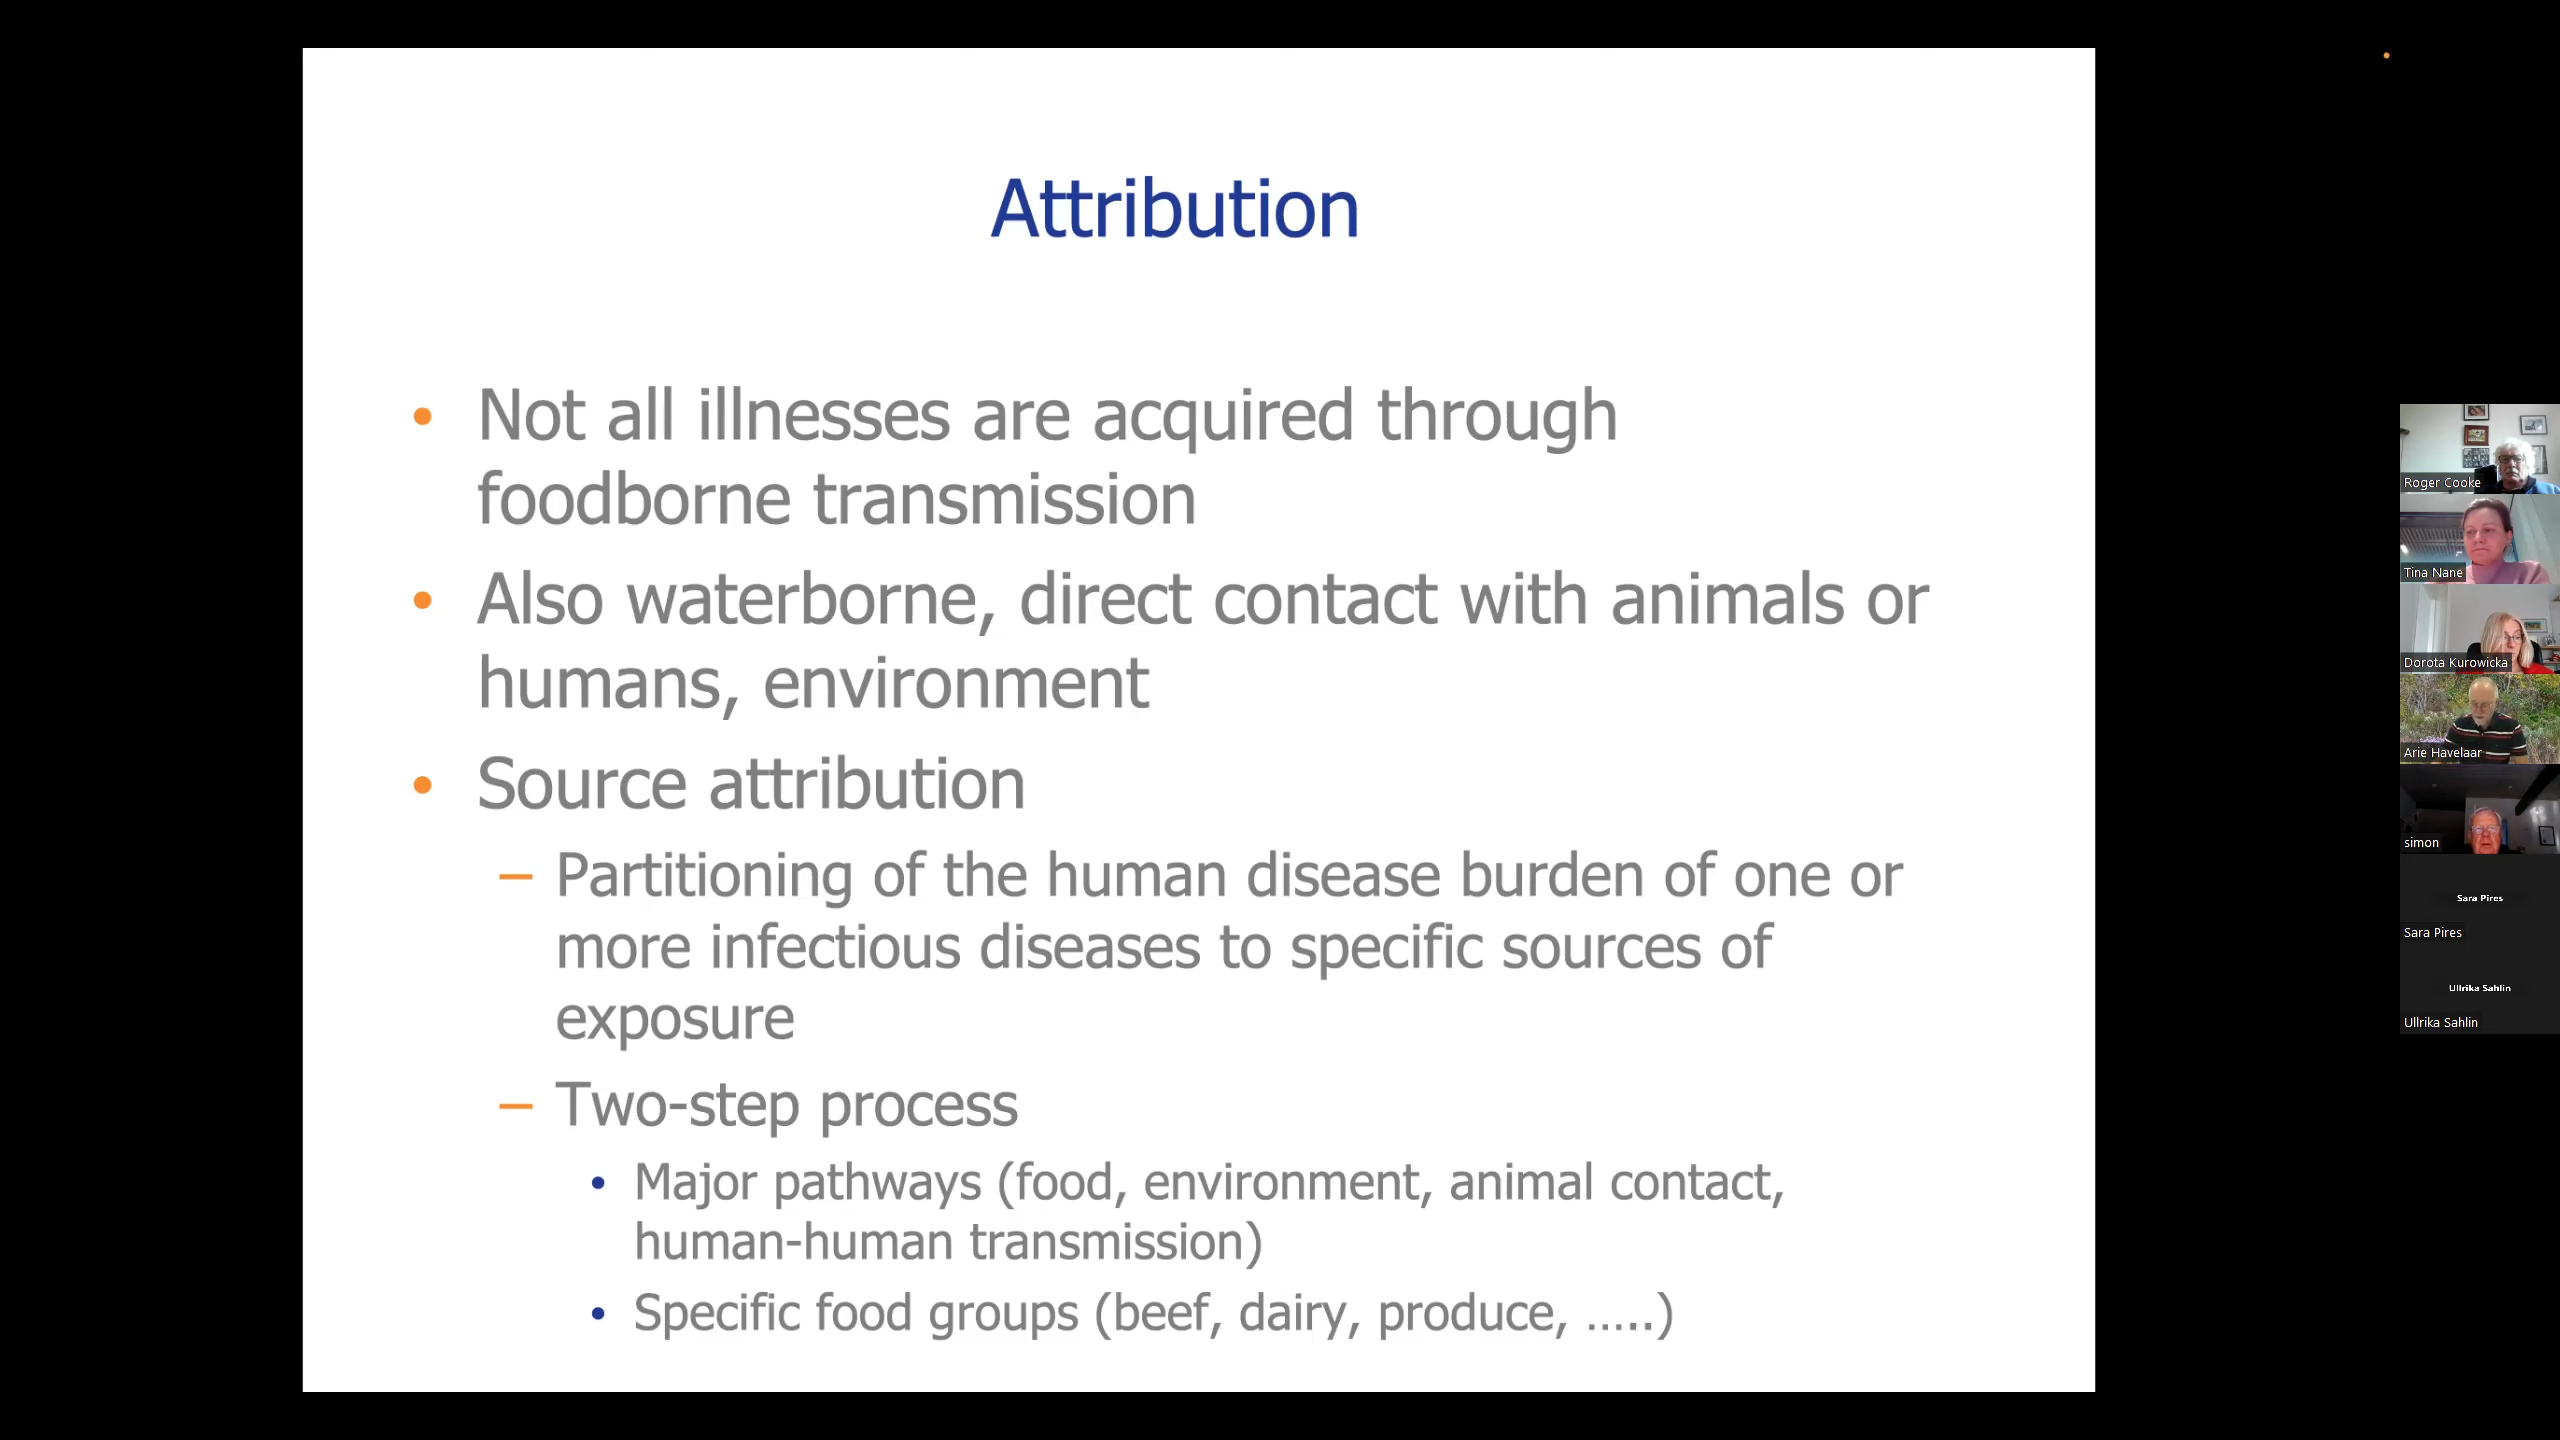 Attribution
• Not all illnesses are acquired through
foodborne transmission
• Also waterborne, direct contact with animals or
humans, environment
• Source attribution
– Partitioning of the human disease burden of one or
more infectious diseases to specific sources of
exposure
– Two-step process
• Major pathways (food, environment, animal contact,
human-human transmission)
• Specific food groups (beef, dairy, produce, .....)
Roger Cooke
Tina Nane
Dorota Kurowicka
Arie Havelaar
simon
Sara Pires
Sara Pires
Ullrika Sahlin
Ullrika Sahlin